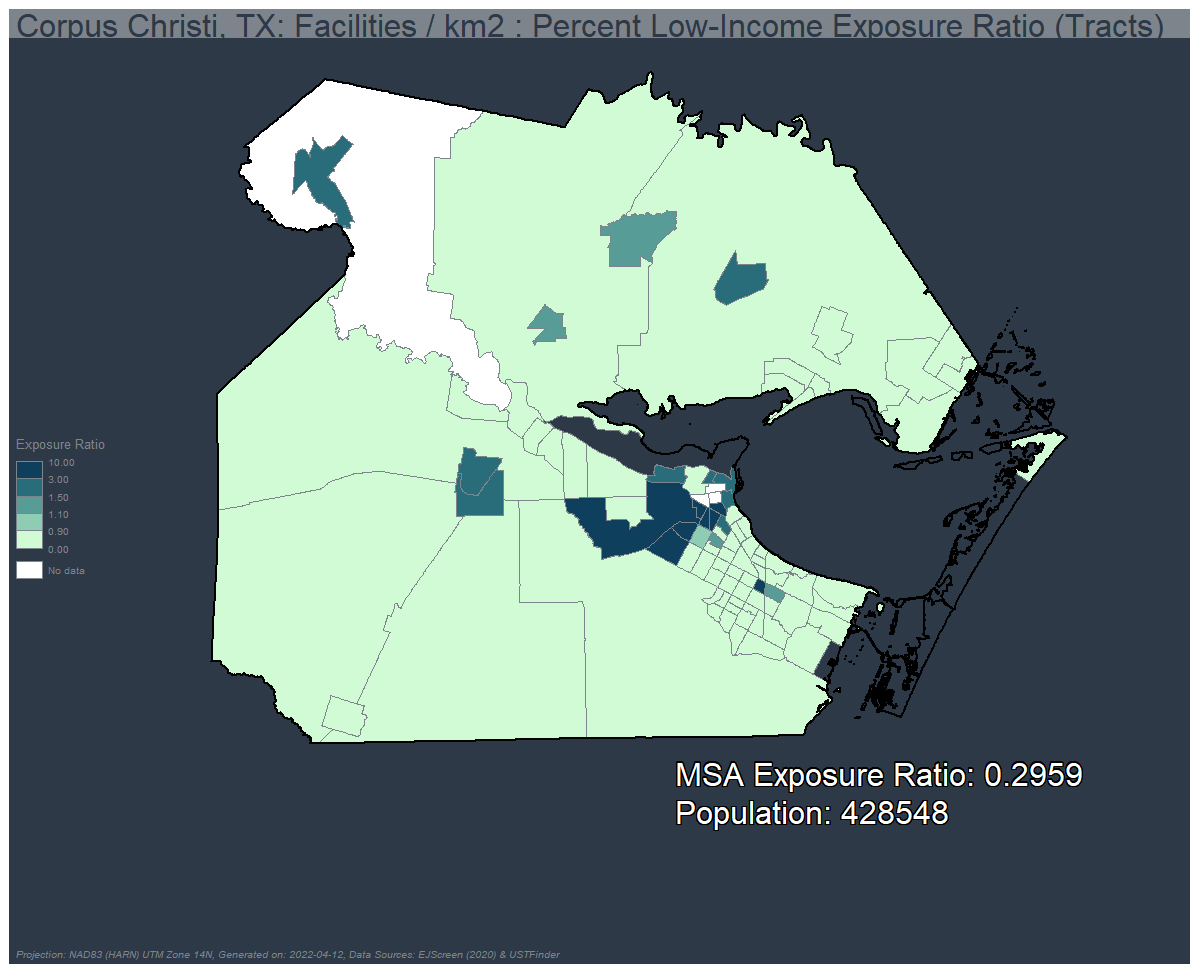 Corpus Christi, TX: Facilities / km2 : Percent Low-Income Exposure Ratio (Tracts)
Exposure Ratio
10.00
3.00
1.50
1.10
0.90
0.00
No data
MSA Exposure Ratio: 0.2959
Population: 428548
Projection: NAD83 (HARN) UTM Zone 14N, Generated on: 2022-04-12, Data Sources: EJScreen (2020) & USTFinder